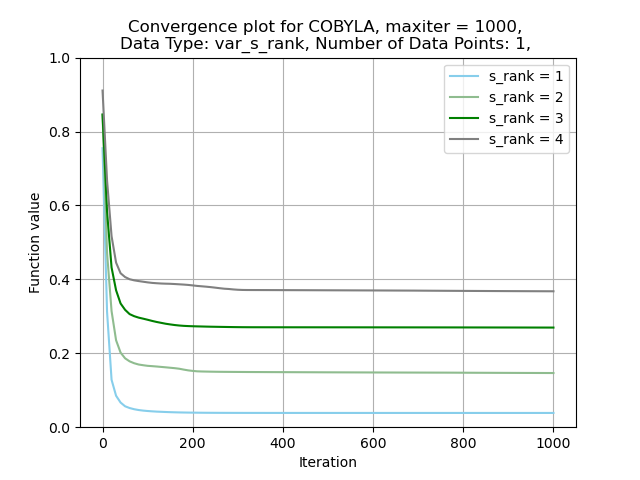 Convergence plot for COBYLA, maxiter = 1000,
Data Type: var_s_rank, Number of Data Points: 1,
1.0
0.8
0.6
0.4
0.2
0.0
Function value
s_rank = 1
s_rank = 2
s_rank = 3
s_rank = 4
0 200 400 600 800 1000
Iteration